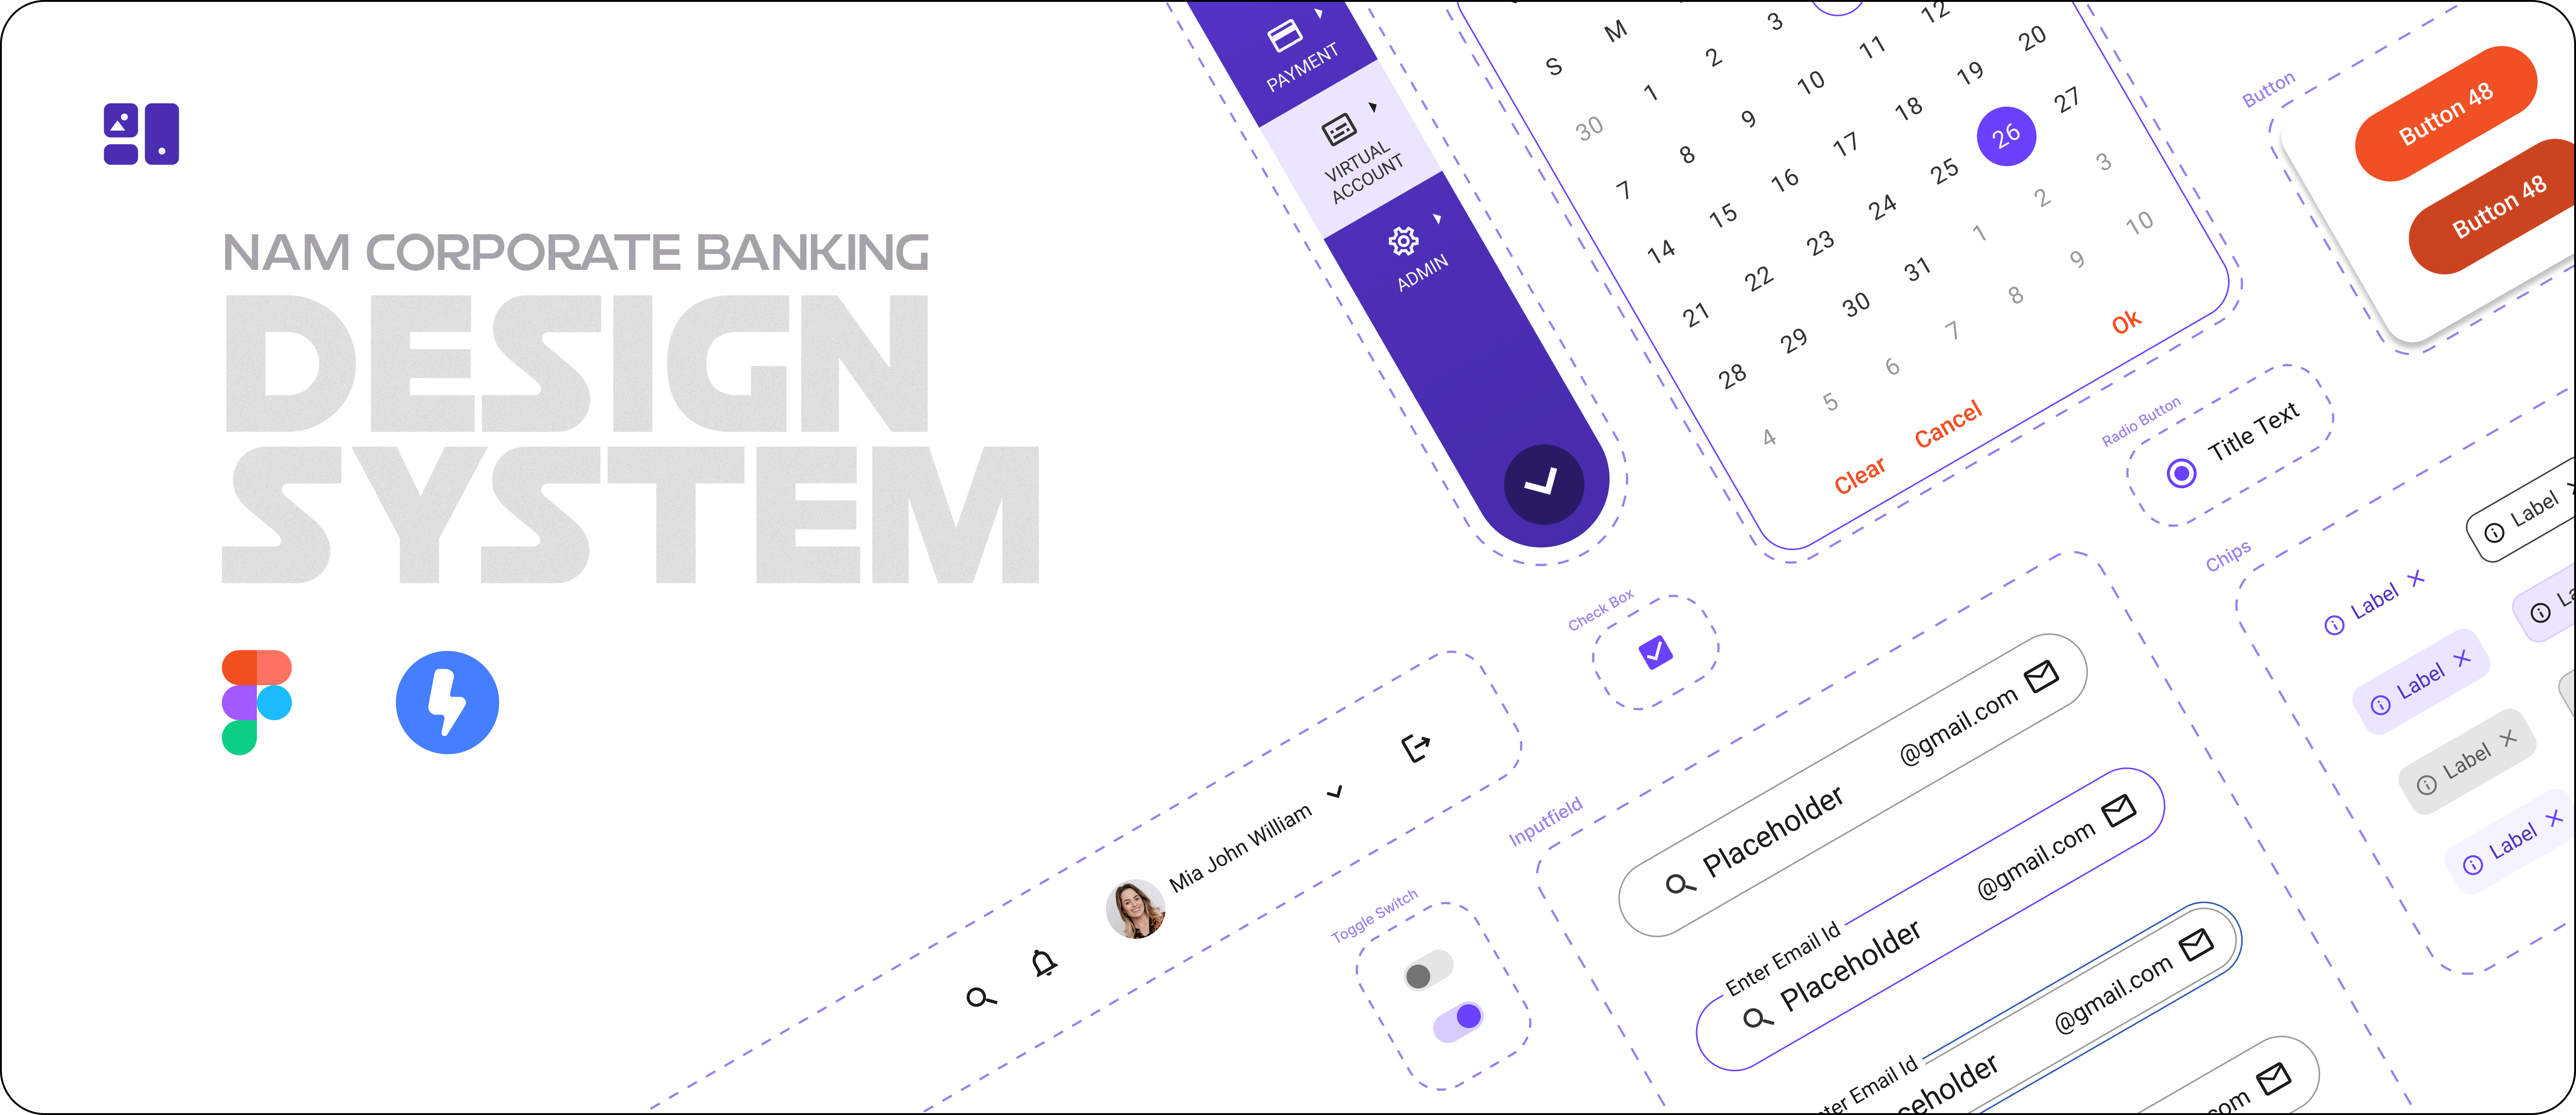 NAM CORPORATE BANKING
DESIGN
SYSTEM
PAYMENT
VIRTUAL
ACCOUNT
ADMIN
S M
30 1 2 3
7 8 9 10 11 12
14 15 16 17 18 19 20
21 22 23 24 25 26 27
28 29 30 31 1 2 3
4 5 6 7 8 9 10
Clear Cancel Ok
Button
Button 48
Button 48
Radio Button
Title Text
Chips
Label
Label
Label
Label
Label
Check Box
Mia John William
Toggle Switch
Inputfield
Placeholder @gmail.com
Enter Email Id
Placeholder @gmail.com
Email Id
@gmail.com